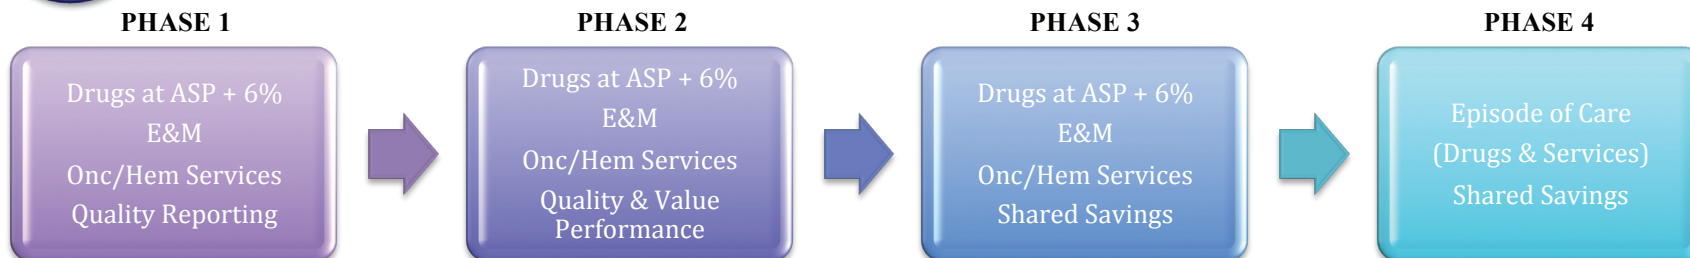 PHASE 1
Drugs at ASP + 6%
E&M
Onc/Hem Services
Quality Reporting
PHASE 2
Drugs at ASP + 6%
E&M
Onc/Hem Services
Quality & Value
Performance
PHASE 3
Drugs at ASP + 6%
E&M
Onc/Hem Services
Shared Savings
PHASE 4
Episode of Care
(Drugs & Services)
Shared Savings